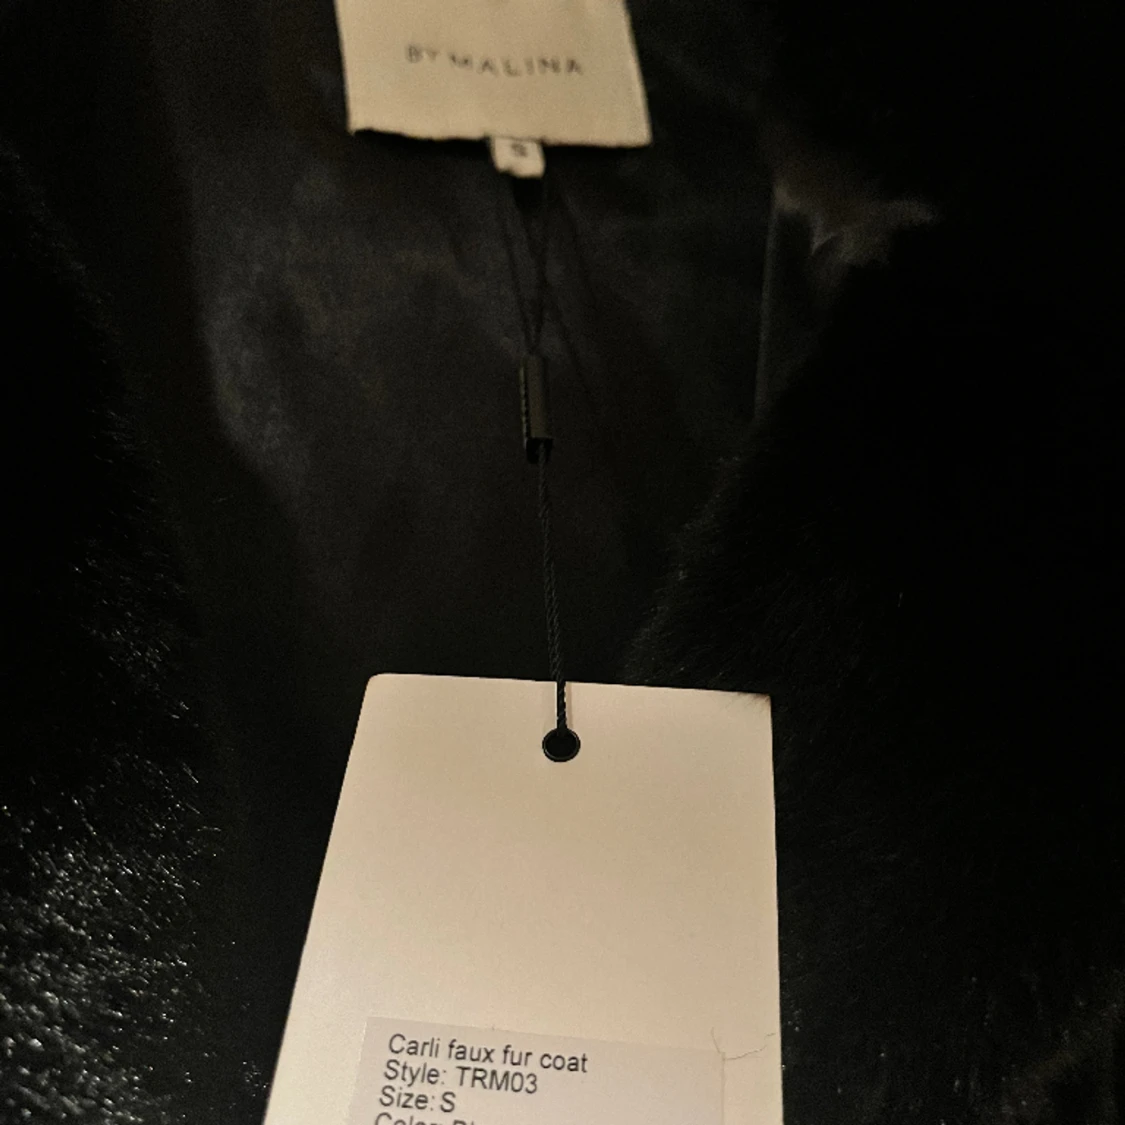 BY MALINA
S
Carli faux fur coat
Style: TRM03
Size: S